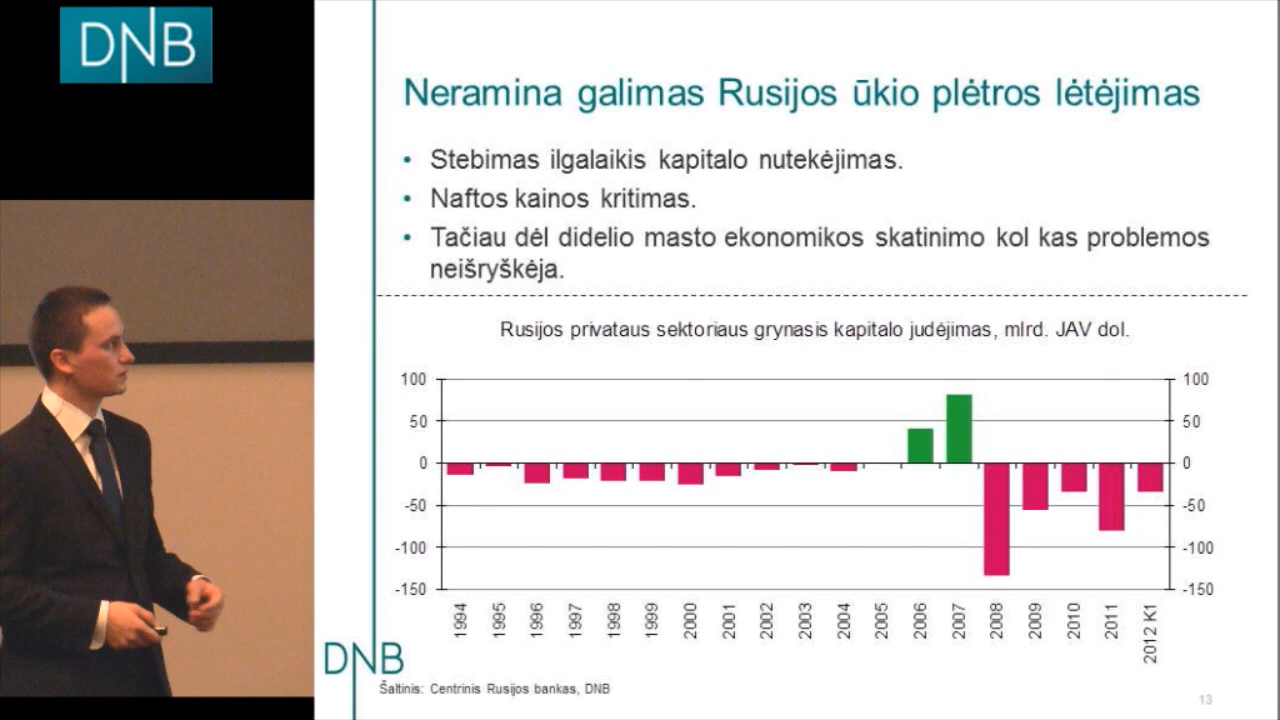 DNB
Neramina galimas Rusijos ūkio plėtros lėtėjimas
• Stebimas ilgalaikis kapitalo nutekėjimas.
• Naftos kainos kritimas.
• Tačiau dėl didelio masto ekonomikos skatinimo kol kas problemos
neišryškėja.
Rusijos privataus sektoriaus grynasis kapitalo judėjimas, mlrd. JAV dol.
100 100
50 50
0 0
-50 -50
-100 -100
-150 -150
1994 1995 1996 1997 1998 1999 2000 2001 2002 2003 2004 2005 2006 2007 2008 2009 2010 2011 2012 K1
DNB
Šaltinis: Centrinis Rusijos bankas, DNB
13